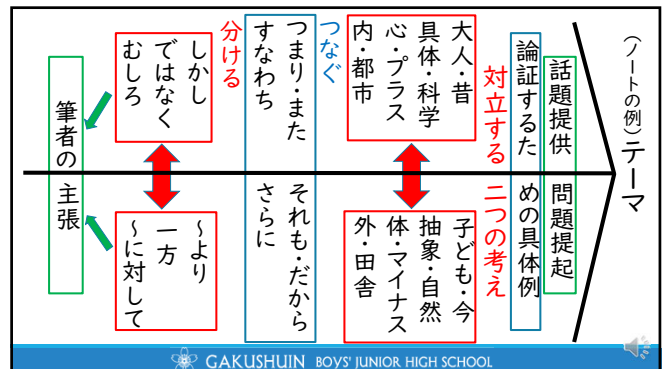 （ノートの例）テーマ
話題提供
問題提起
論証するた
めの具体例
対立する
二つの考え
大人・昔
具体・科学
心・プラス
内・都市
子ども・今
抽象・自然
体・マイナス
外・田舎
つなぐ
つまり・また
すなわち
それも・だから
さらに
分ける
しかし
ではなく
むしろ
～より
一方
～に対して
筆者の
主張
GAKUSHUIN BOYS' JUNIOR HIGH SCHOOL